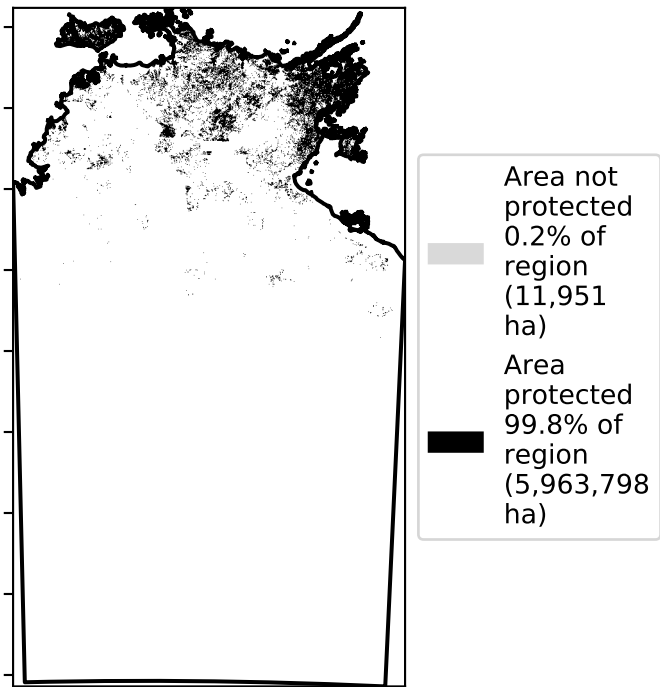 Area not
protected
0.2% of
region
(11,951
ha)
Area
protected
99.8% of
region
(5,963,798
ha)